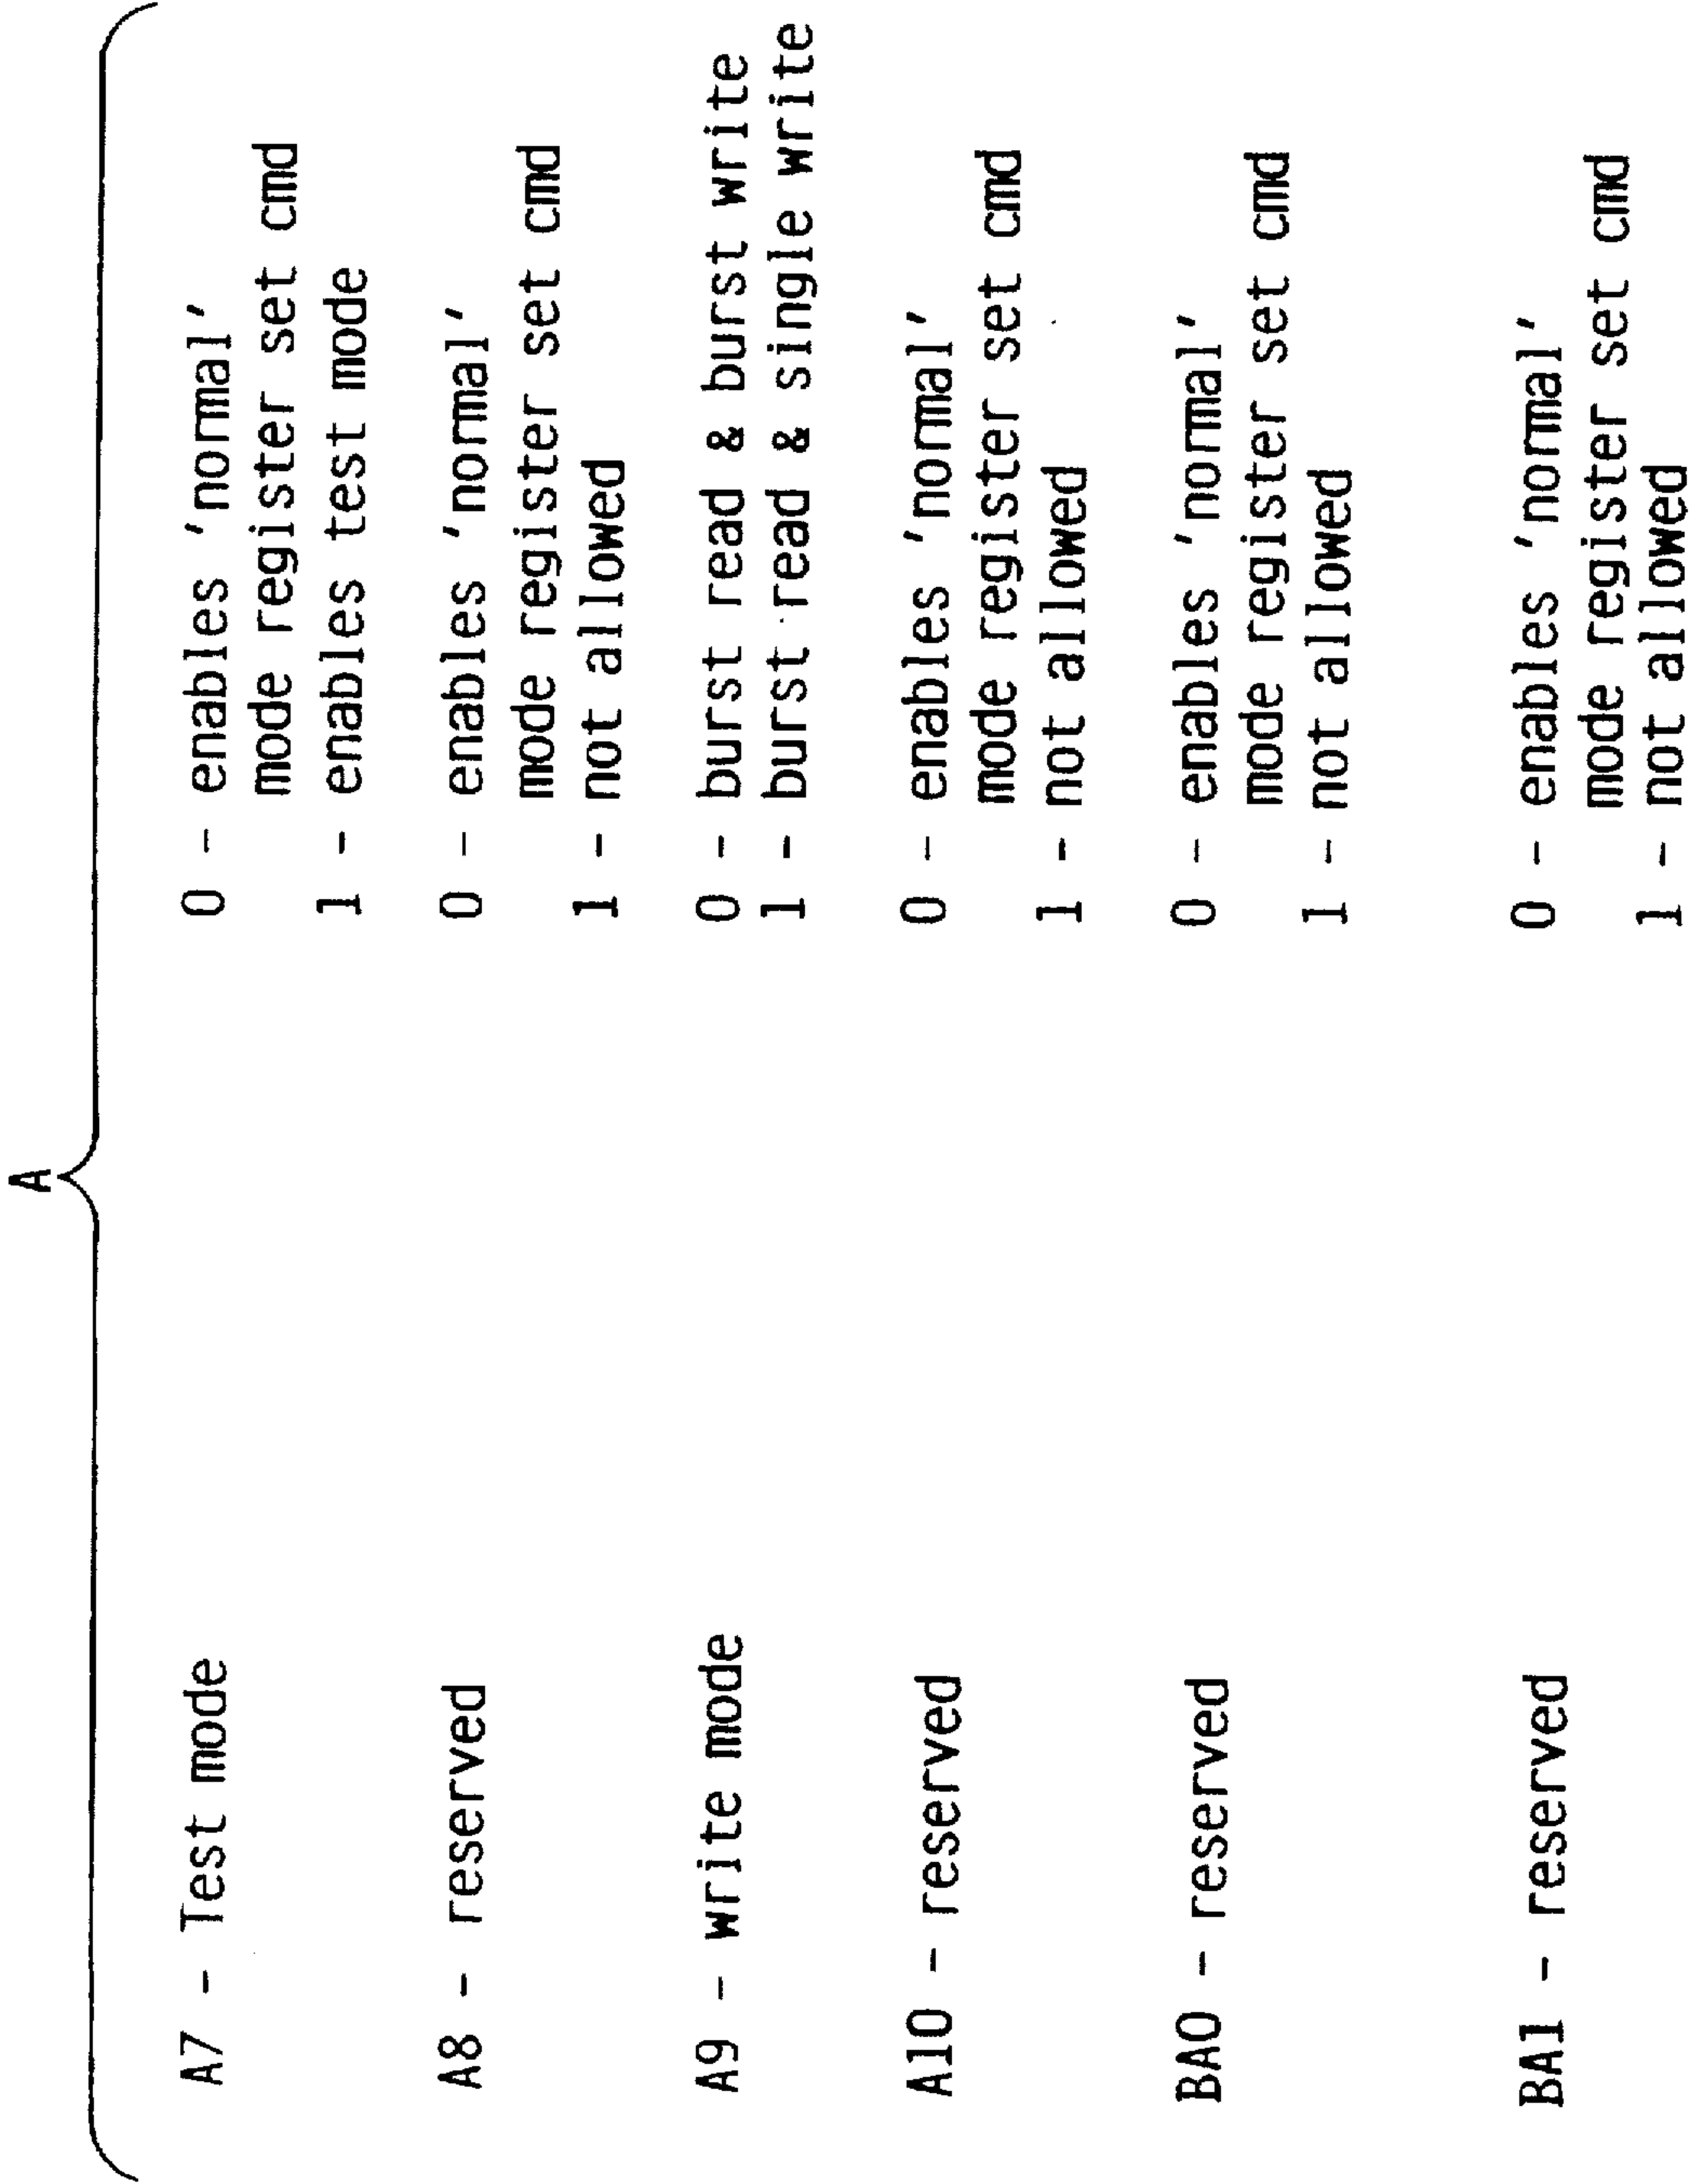 A
A7 - Test mode 0 - enables 'normal'
mode register set cmd
1 - enables test mode
A8 - reserved 0 - enables 'normal'
mode register set cmd
1 - not allowed
A9 - write mode 0 - burst read & burst write
1 - burst read & single write
A10 - reserved 0 - enables 'normal'
mode register set cmd
1 - not allowed
BA0 - reserved 0 - enables 'normal'
mode register set cmd
1 - not allowed
BA1 - reserved 0 - enables 'normal'
mode register set cmd
1 - not allowed